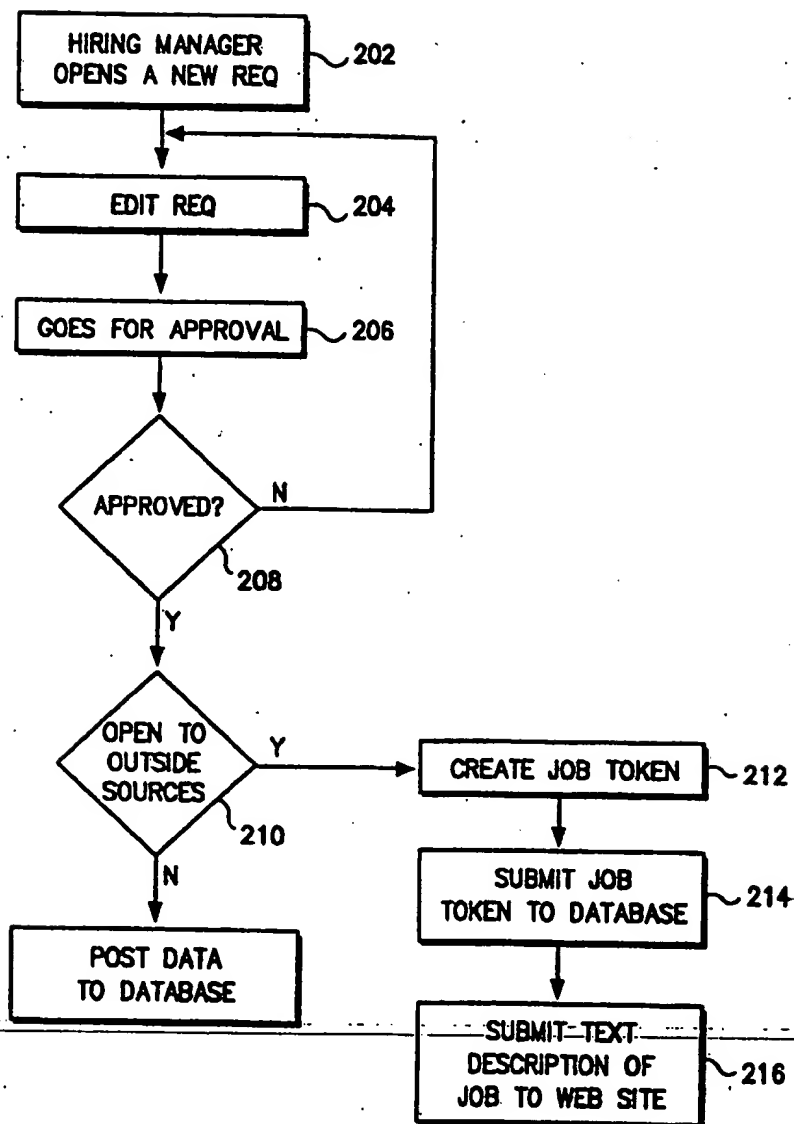 HIRING MANAGER
OPENS A NEW REQ
202
EDIT REQ
204
GOES FOR APPROVAL
206
APPROVED?
N
208
Y
OPEN TO
OUTSIDE
SOURCES
Y
210
N
CREATE JOB TOKEN
212
SUBMIT JOB
TOKEN TO DATABASE
214
POST DATA
TO DATABASE
SUBMIT TEXT
DESCRIPTION OF
JOB TO WEB SITE
216